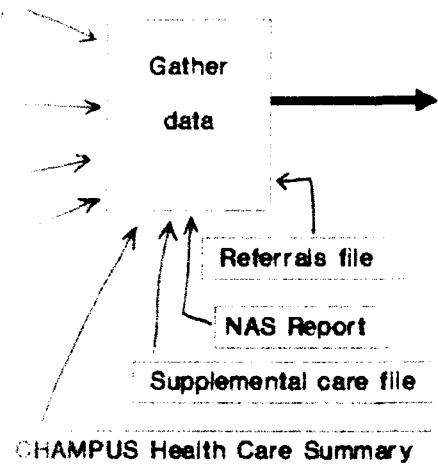 Gather
data
Referrals file
NAS Report
Supplemental care file
CHAMPUS Health Care Summary